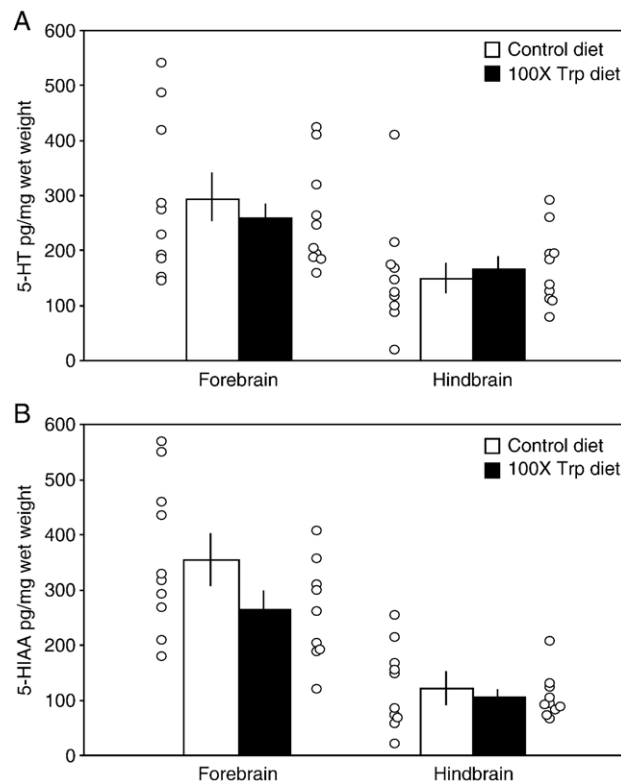 A
600
500
400
300
200
100
0
5-HT pg/mg wet weight
Control diet
100X Trp diet
Forebrain
Hindbrain
B
600
500
400
300
200
100
0
5-HIAA pg/mg wet weight
Control diet
100X Trp diet
Forebrain
Hindbrain